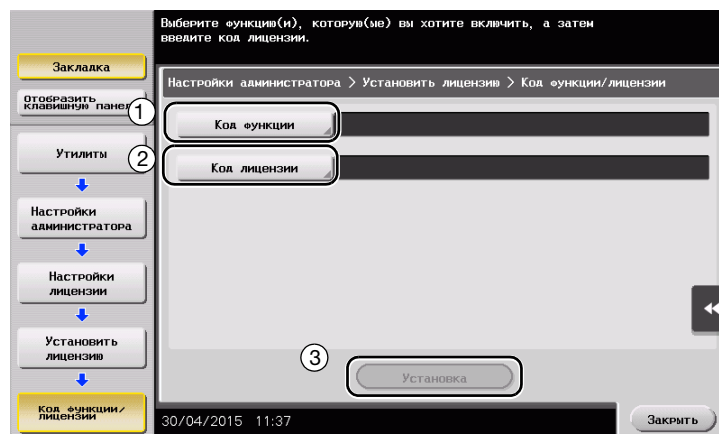 Выберите функцию(и), которую(ые) вы хотите включить, а затем
введите код лицензии.
Закладка
Отобразить
клавишную панел
Утилиты
Настройки
администратора
Настройки
лицензии
Установить
лицензию
Код функции/
лицензии
Настройки администратора > Установить лицензию > Код функции/лицензии
1
Код функции
2
Код лицензии
3
Установка
30/04/2015 11:37
Закрыть